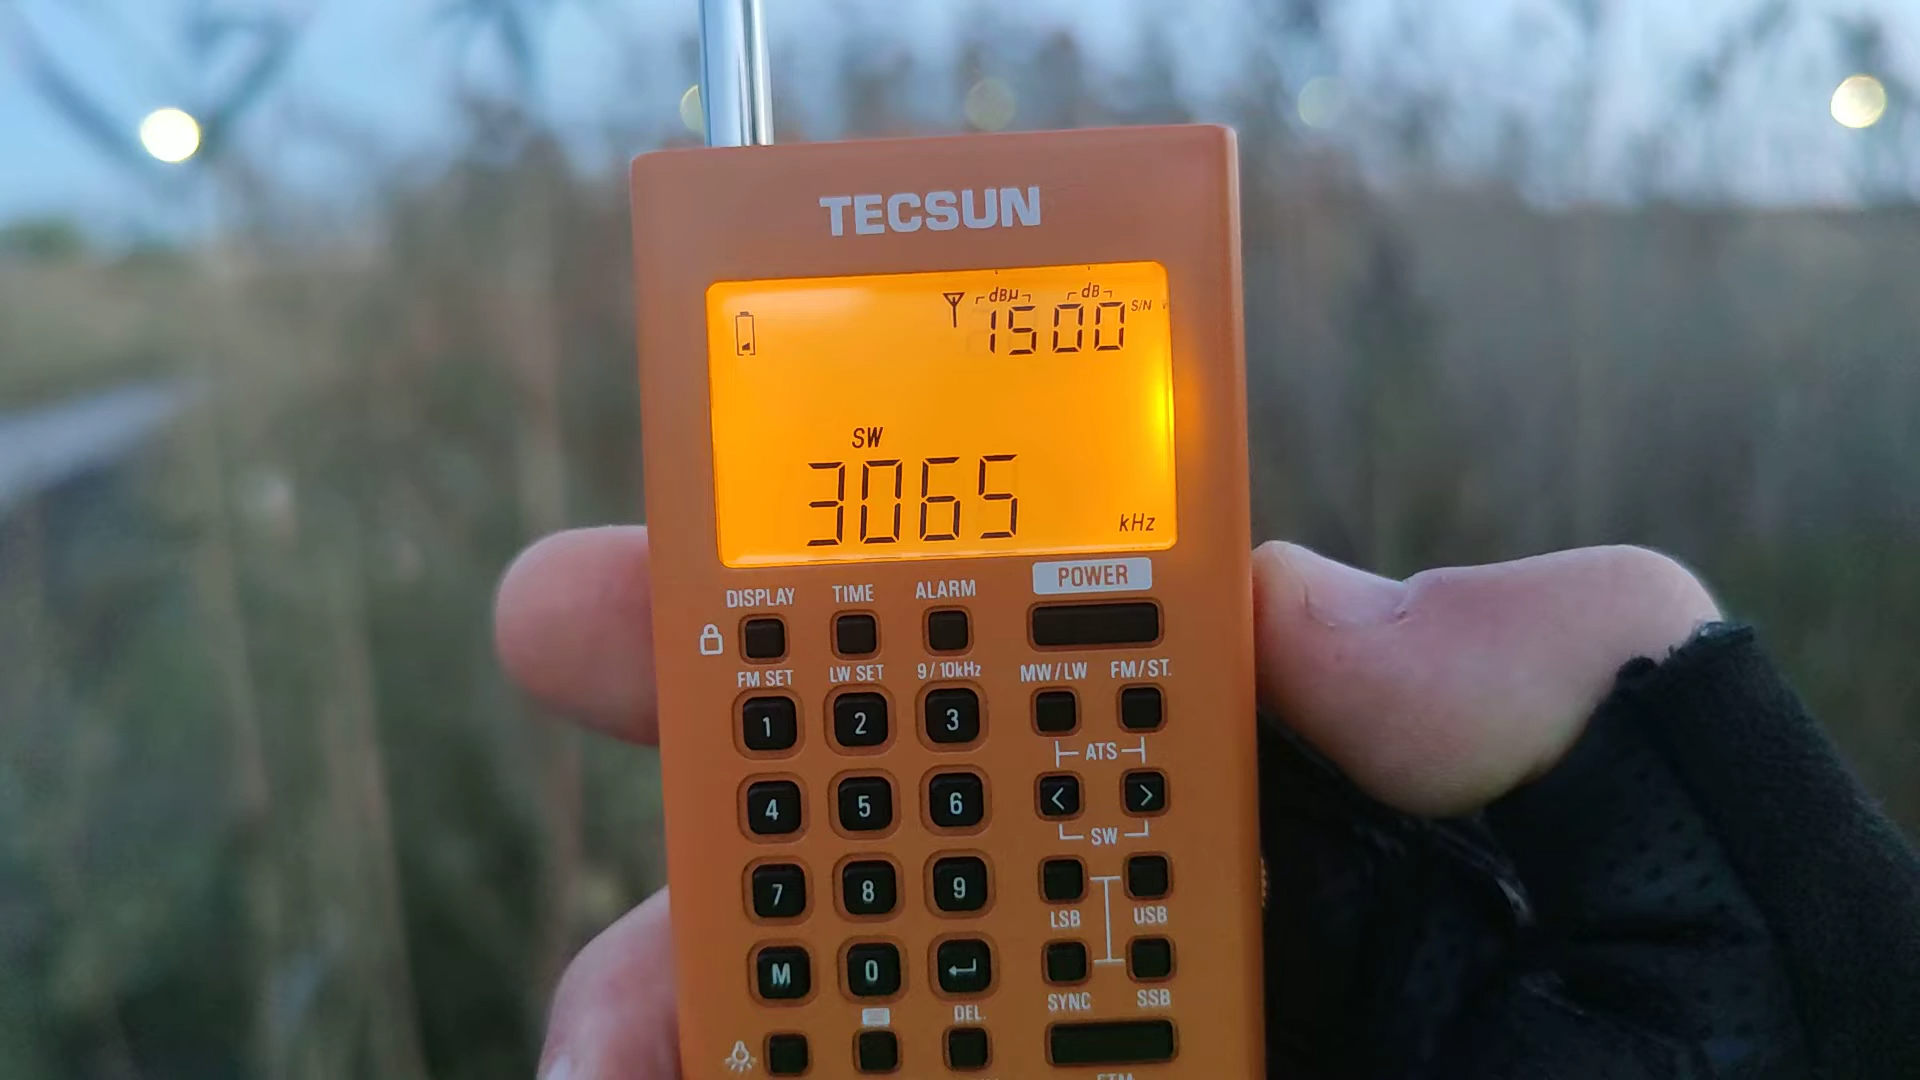 TECSUN
dBµ dB
1500 S/N
SW
3065 kHz
POWER
DISPLAY TIME ALARM
FM SET LW SET 9/10kHz MW/LW FM/ST.
1 2 3
ATS
4 5 6 < >
SW
7 8 9
LSB USB
M 0
SYNC SSB
DEL.